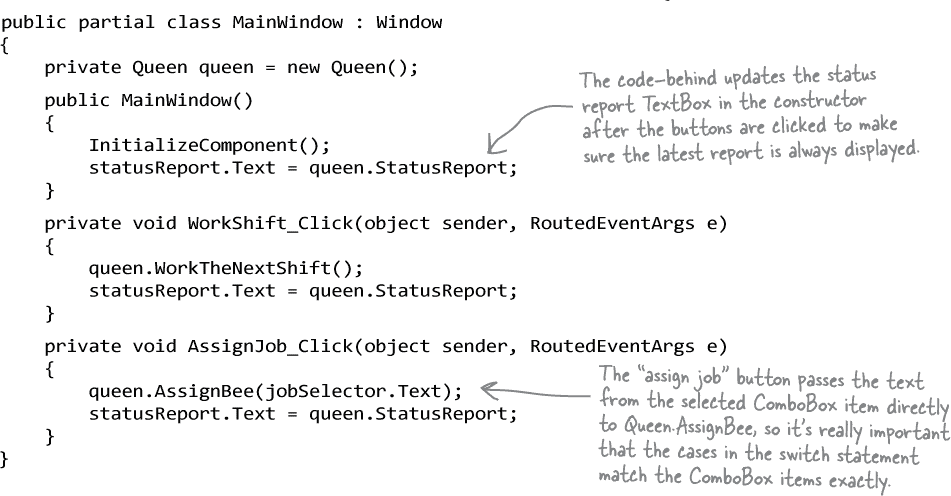 public partial class MainWindow : Window
{
    private Queen queen = new Queen();
    public MainWindow()
    {
        InitializeComponent();
        statusReport.Text = queen.StatusReport;
    }
The code-behind updates the status
report TextBox in the constructor
after the buttons are clicked to make
sure the latest report is always displayed.
    private void WorkShift_Click(object sender, RoutedEventArgs e)
    {
        queen.WorkTheNextShift();
        statusReport.Text = queen.StatusReport;
    }
    private void AssignJob_Click(object sender, RoutedEventArgs e)
    {
        queen.AssignBee(jobSelector.Text);
        statusReport.Text = queen.StatusReport;
    }
}
The "assign job" button passes the text
from the selected ComboBox item directly
to Queen.AssignBee, so it's really important
that the cases in the switch statement
match the ComboBox items exactly.